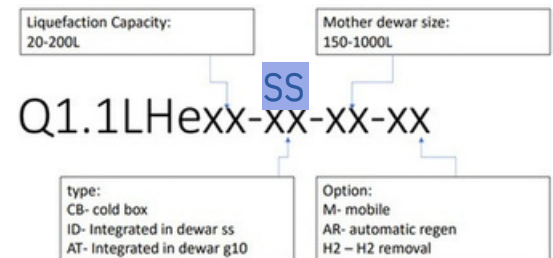 Liquefaction Capacity:
20-200L
Mother dewar size:
150-1000L
SS
Q1.1LHexx-xx-xx-xx
type:
CB- cold box
ID- Integrated in dewar ss
AT- Integrated in dewar g10
Option:
M- mobile
AR- automatic regen
H2 – H2 removal